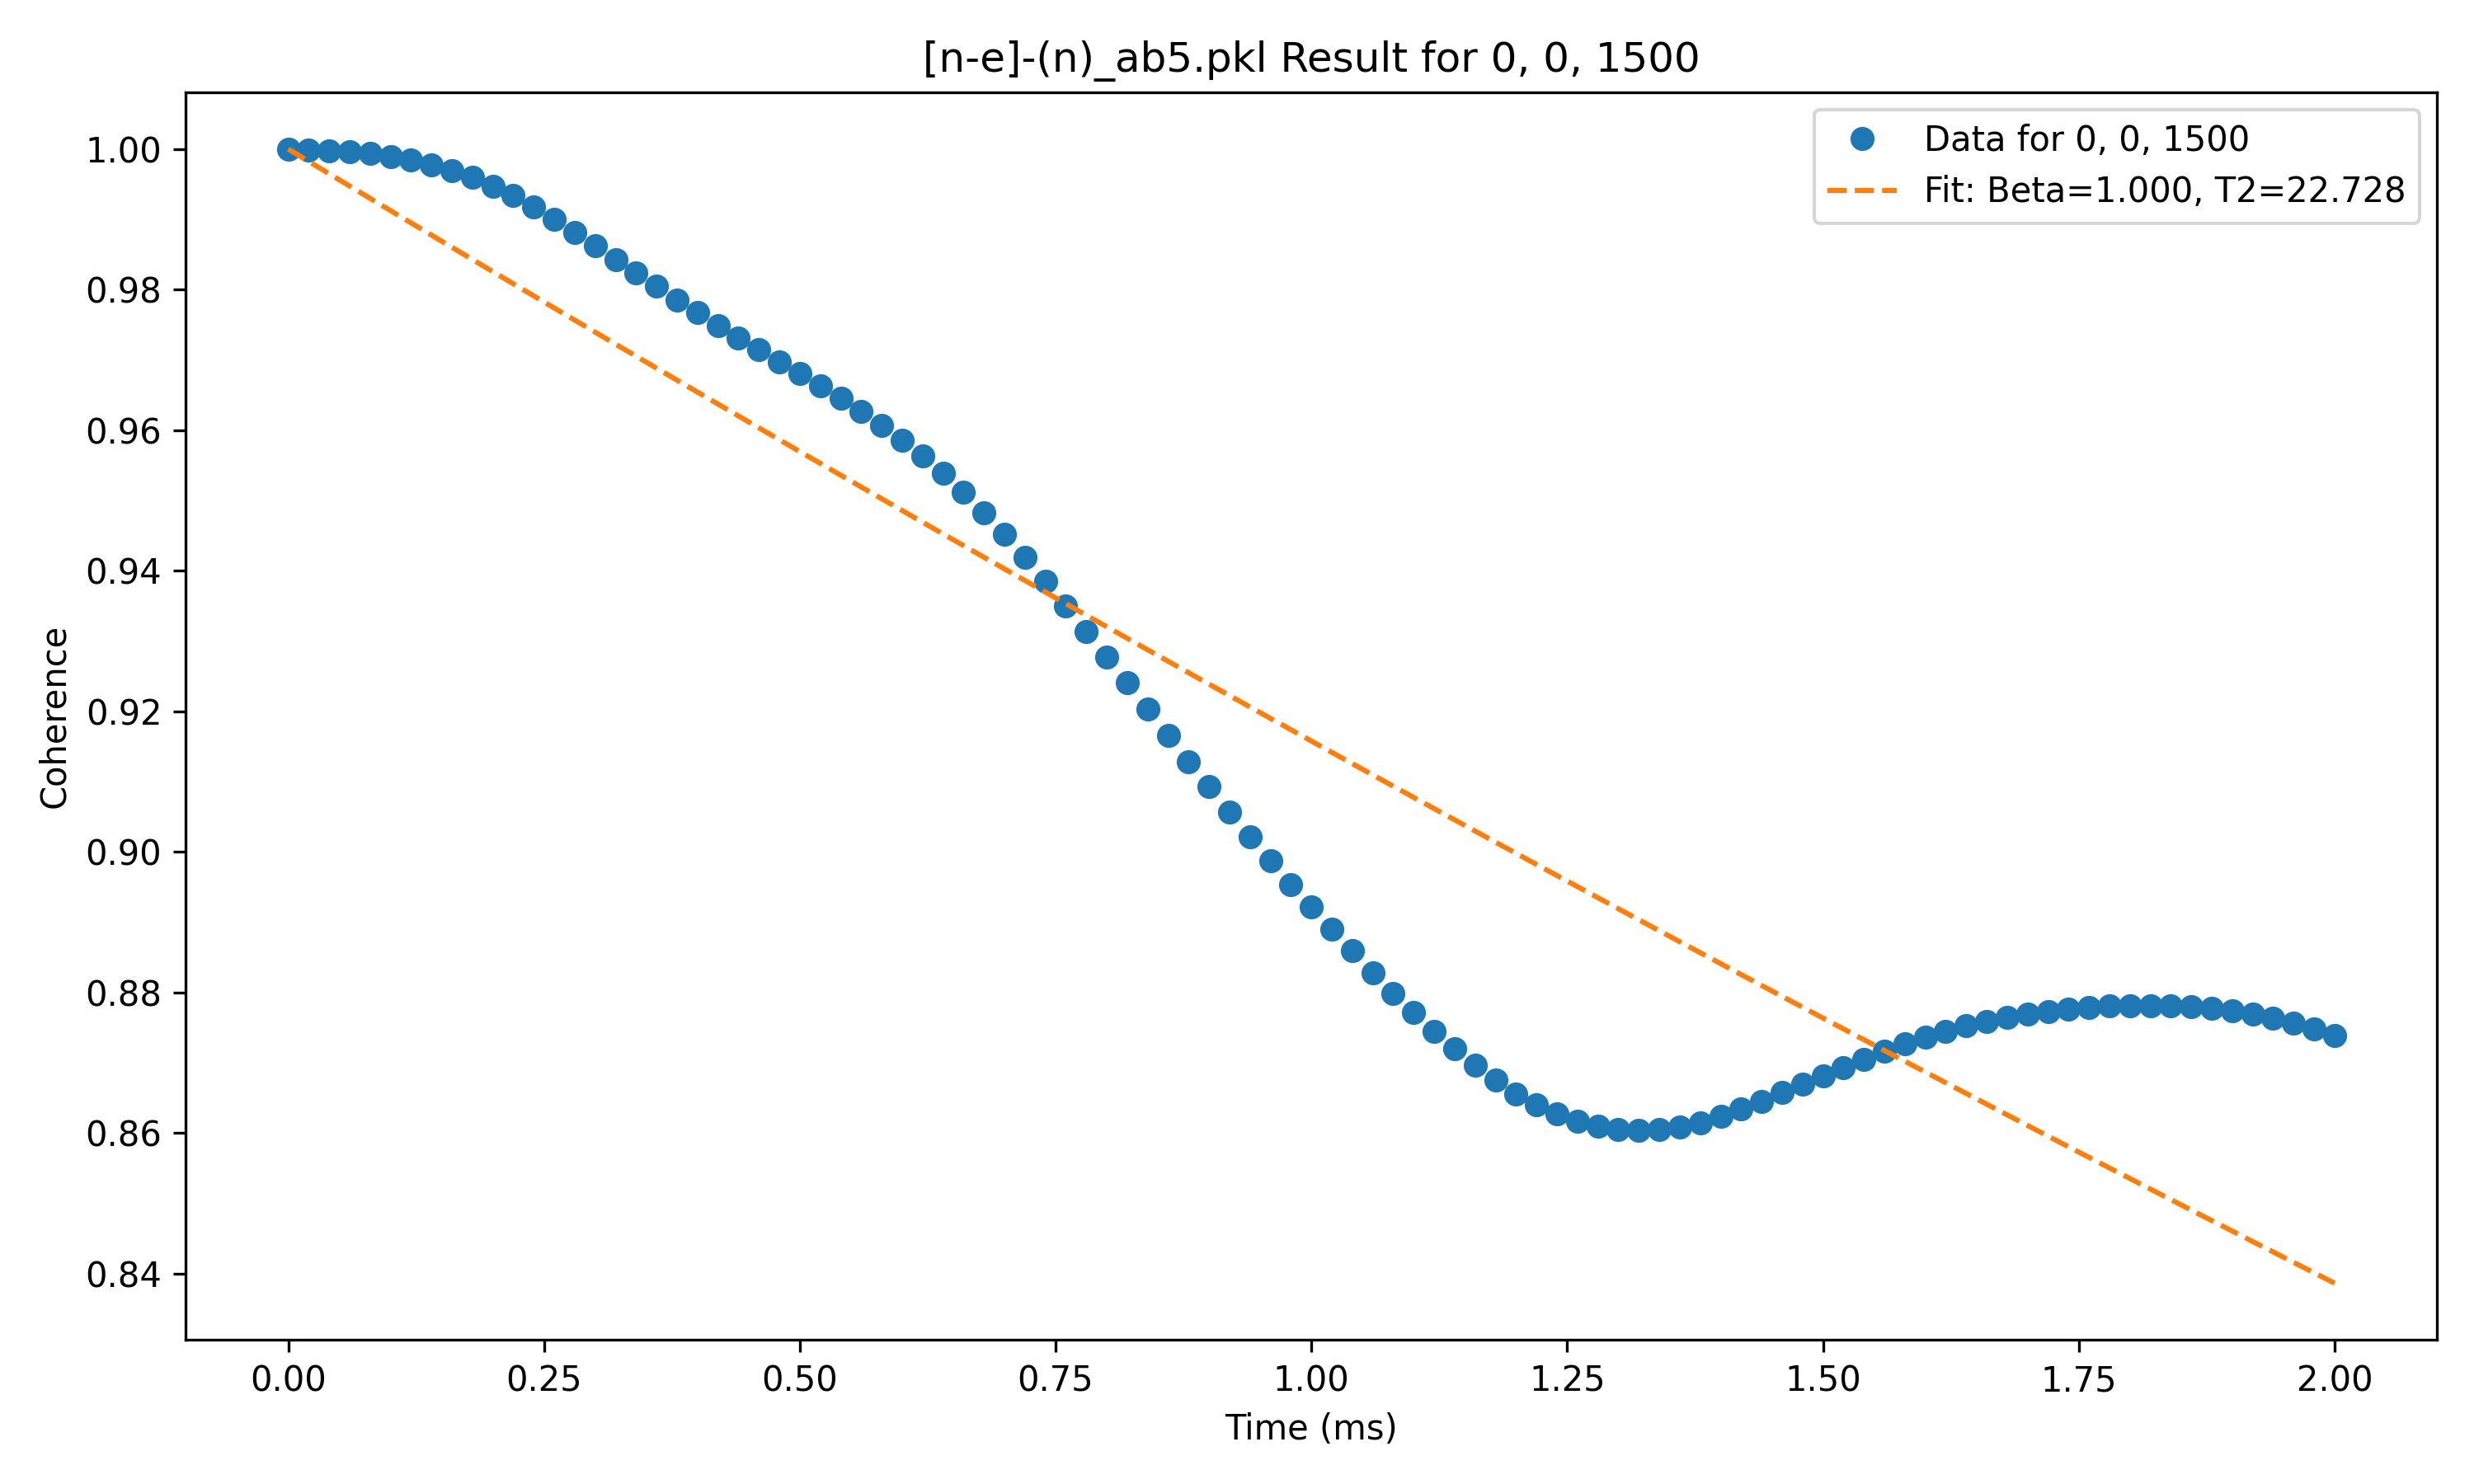 [n-e]-(n)_ab5.pkl Result for 0, 0, 1500
Data for 0, 0, 1500
Fit: Beta=1.000, T2=22.728
Coherence
1.00
0.98
0.96
0.94
0.92
0.90
0.88
0.86
0.84
0.00 0.25 0.50 0.75 1.00 1.25 1.50 1.75 2.00
Time (ms)